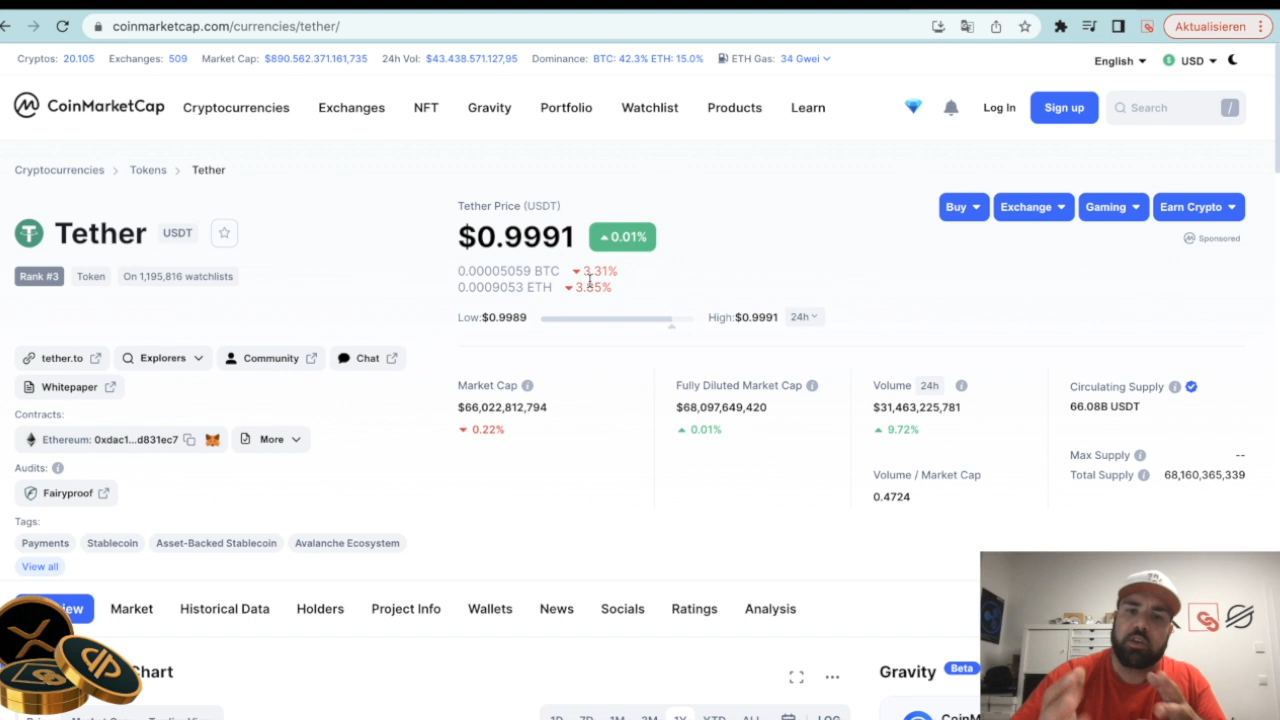 coinmarketcap.com/currencies/tether/
Aktualisieren
Cryptos: 20.105 Exchanges: 509 Market Cap: $890.562.371.161,735 24h Vol: $43.438.571.127,95 Dominance: BTC: 42.3% ETH: 15.0% ETH Gas: 34 Gwei
English USD
CoinMarketCap Cryptocurrencies Exchanges NFT Gravity Portfolio Watchlist Products Learn Log In Sign up Search /
Cryptocurrencies > Tokens > Tether
Tether USDT
Rank #3 Token On 1,195,816 watchlists
tether.to Explorers Community Chat
Whitepaper
Contracts:
Ethereum: 0xdac1...d831ec7 More
Audits:
Fairyproof
Tags:
Payments Stablecoin Asset-Backed Stablecoin Avalanche Ecosystem
View all
Tether Price (USDT)
$0.9991 0.01%
0.00005059 BTC 3.31%
0.0009053 ETH 3.35%
Low:$0.9989 High:$0.9991 24h
Buy Exchange Gaming Earn Crypto
Sponsored
Market Cap
$66,022,812,794
0.22%
Fully Diluted Market Cap
$68,097,649,420
0.01%
Volume 24h
$31,463,225,781
9.72%
Volume / Market Cap
0.4724
Circulating Supply
66.08B USDT
Max Supply --
Total Supply 68,160,365,339
Market Historical Data Holders Project Info Wallets News Socials Ratings Analysis
Chart
Gravity Beta
1D 7D 1M 3M 1Y YTD ALL LOG